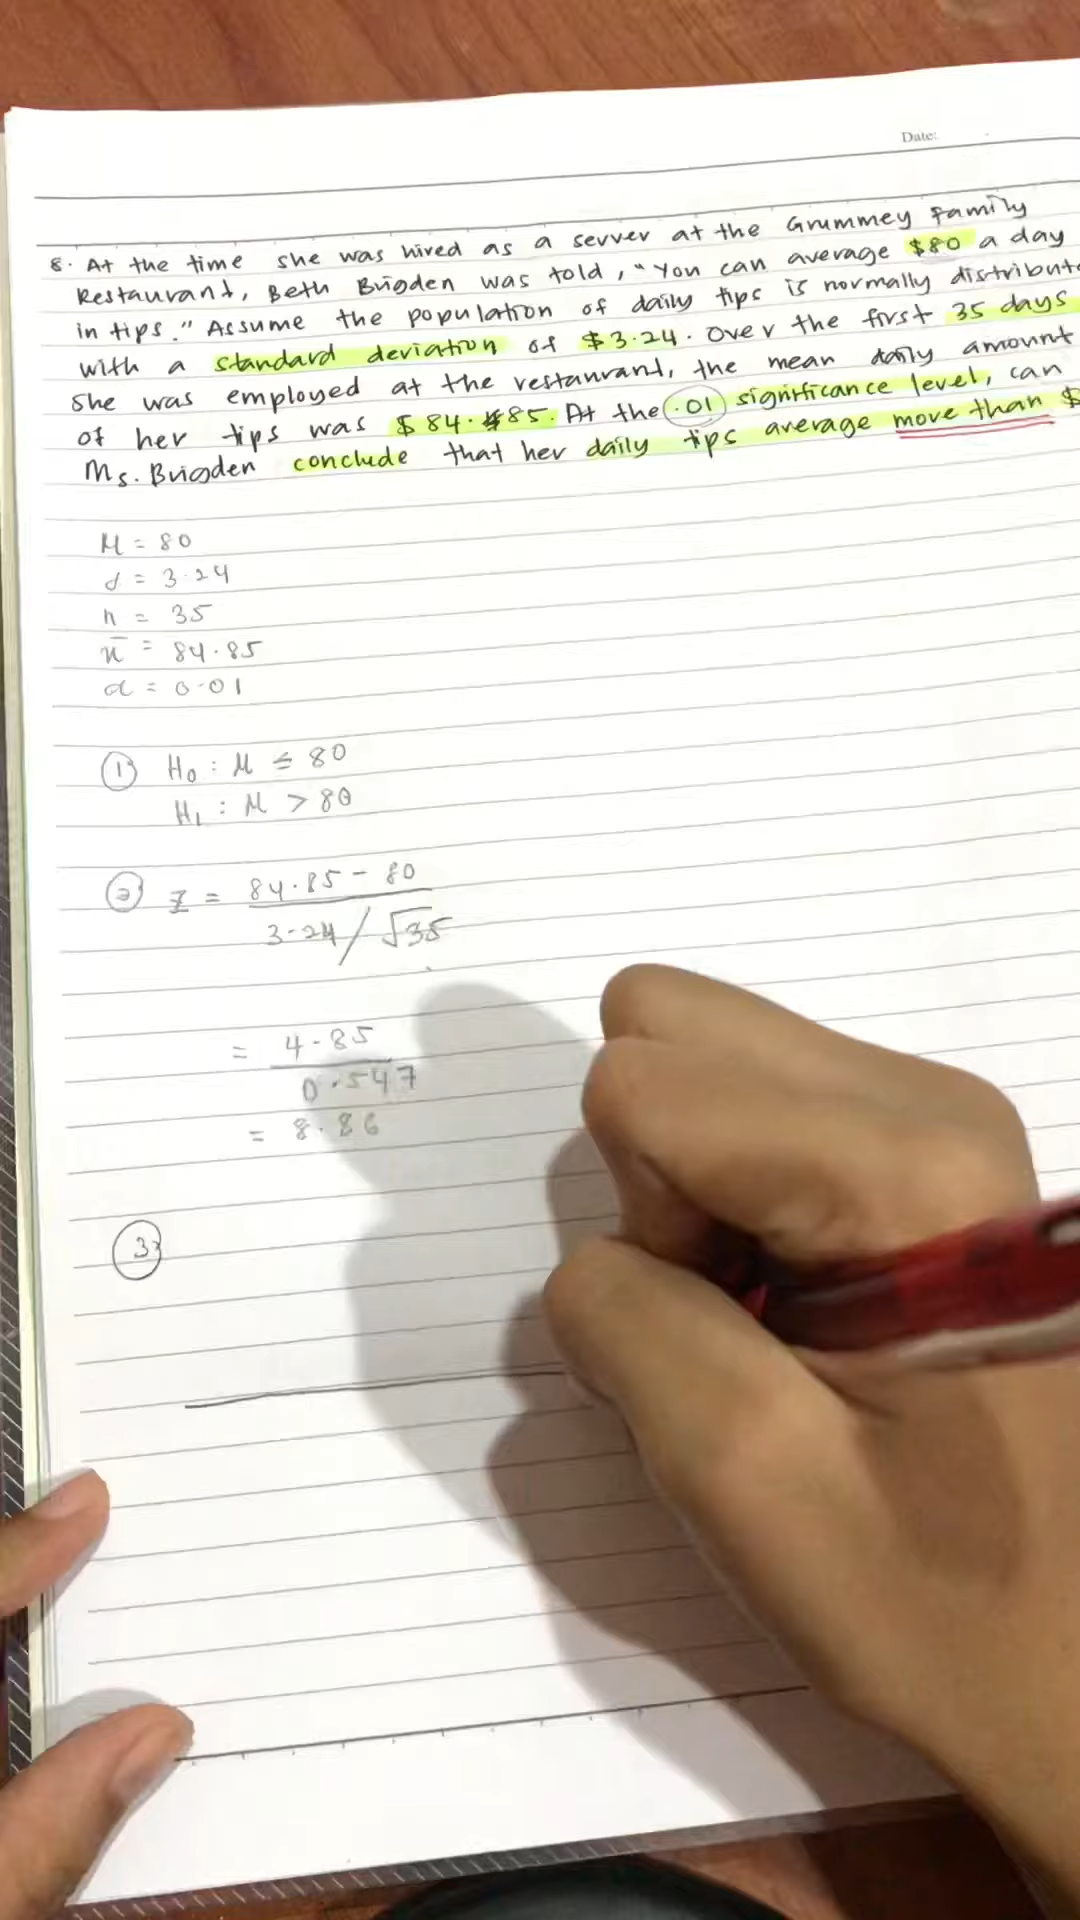 Date:
8. At the time she was hired as a server at the Grummey Family
Restaurant, Beth Brigden was told, "You can average $80 a day
in tips." Assume the population of daily tips is normally distribute
with a standard deviation of $3.24. Over the first 35 days
she was employed at the restaurant, the mean daily amount
of her tips was $84.85. At the .01 significance level, can
Ms. Brigden conclude that her daily tips average more than $
μ = 80
σ = 3.24
n = 35
x̄ = 84.85
α = 0.01
① H₀ : μ ≤ 80
H₁ : μ > 80
② Z = 84.85 - 80
3.24/√35
= 4.85
0.547
= 8.86
③